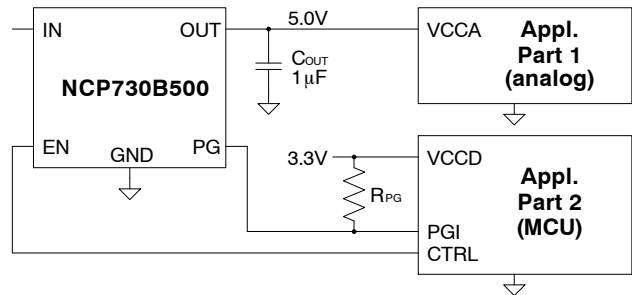 IN
OUT
NCP730B500
EN
GND
PG
5.0V
COUT
1μF
VCCA
Appl.
Part 1
(analog)
3.3V
RPG
VCCD
PGI
CTRL
Appl.
Part 2
(MCU)